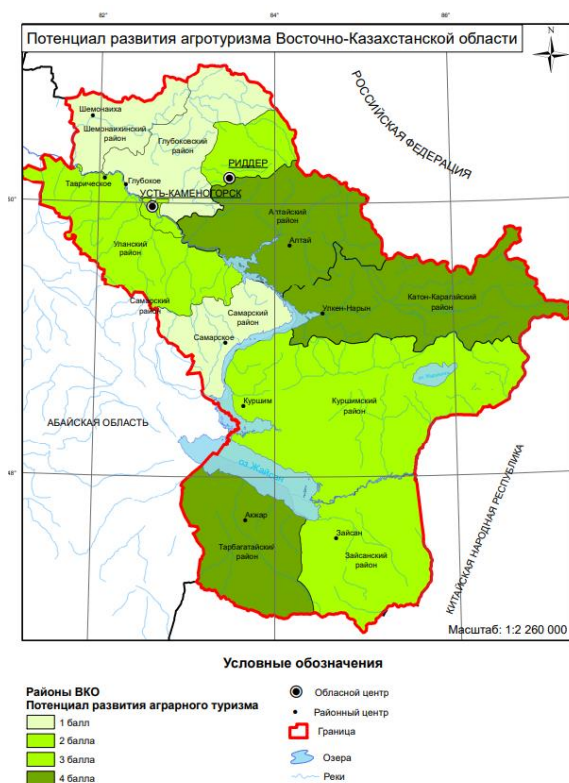 82°
84°
86°
Потенциал развития агротуризма Восточно-Казахстанской области
N
РОССИЙСКАЯ ФЕДЕРАЦИЯ
Шемонаиха
Шемонаихинский
район
Глубоковский
район
РИДДЕР
Таврическое
Глубокое
УСТЬ-КАМЕНОГОРСК
50°
Алтайский
район
Алтай
Уланский
район
Самарский
район
Самарский
район
Улкен-Нарын
Катон-Карагайский
район
Самарское
Куршим
Куршимский
район
АБАЙСКАЯ ОБЛАСТЬ
оз. Жайсан
48°
Акжар
Тарбагатайский
район
Зайсан
Зайсанский
район
КИТАЙСКАЯ НАРОДНАЯ РЕСПУБЛИКА
Масштаб: 1:2 260 000
Условные обозначения
Районы ВКО
Потенциал развития аграрного туризма
1 балл
2 балла
3 балла
4 балла
Обласной центр
Районный центр
Граница
Озера
Реки